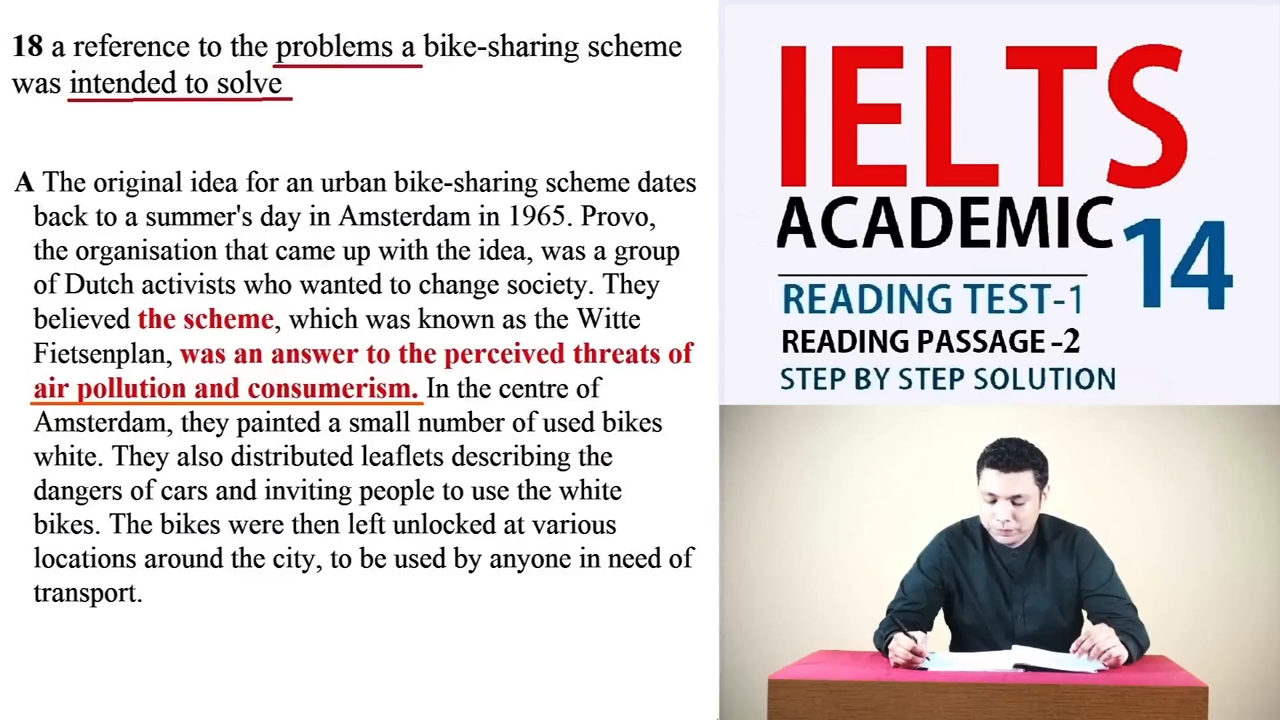 18 a reference to the problems a bike-sharing scheme
was intended to solve
A The original idea for an urban bike-sharing scheme dates
back to a summer's day in Amsterdam in 1965. Provo,
the organisation that came up with the idea, was a group
of Dutch activists who wanted to change society. They
believed the scheme, which was known as the Witte
Fietsenplan, was an answer to the perceived threats of
air pollution and consumerism. In the centre of
Amsterdam, they painted a small number of used bikes
white. They also distributed leaflets describing the
dangers of cars and inviting people to use the white
bikes. The bikes were then left unlocked at various
locations around the city, to be used by anyone in need of
transport.
IELTS
ACADEMIC 14
READING TEST-1
READING PASSAGE -2
STEP BY STEP SOLUTION